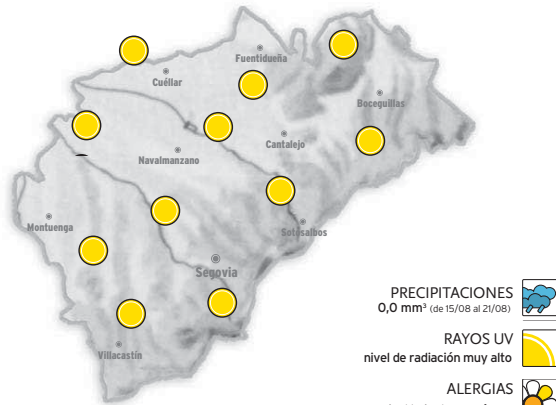 Fuentidueña
Cuéllar
Boceguillas
Cantalejo
Navalmanzano
Montuenga
Sotosalbos
Segovia
Villacastín
PRECIPITACIONES
0,0 mm³ (de 15/08 al 21/08)
RAYOS UV
nivel de radiación muy alto
ALERGIAS